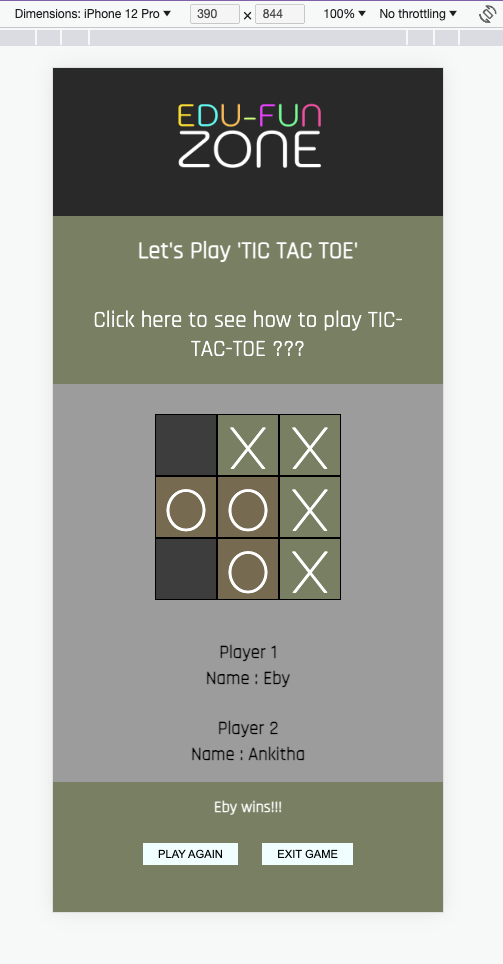 Dimensions: iPhone 12 Pro ▼ 390 × 844 100% ▼ No throttling ▼
EDU-FUN
ZONE
Let's Play 'TIC TAC TOE'
Click here to see how to play TIC-
TAC-TOE ???
X X
O O X
O X
Player 1
Name : Eby
Player 2
Name : Ankitha
Eby wins!!!
PLAY AGAIN EXIT GAME